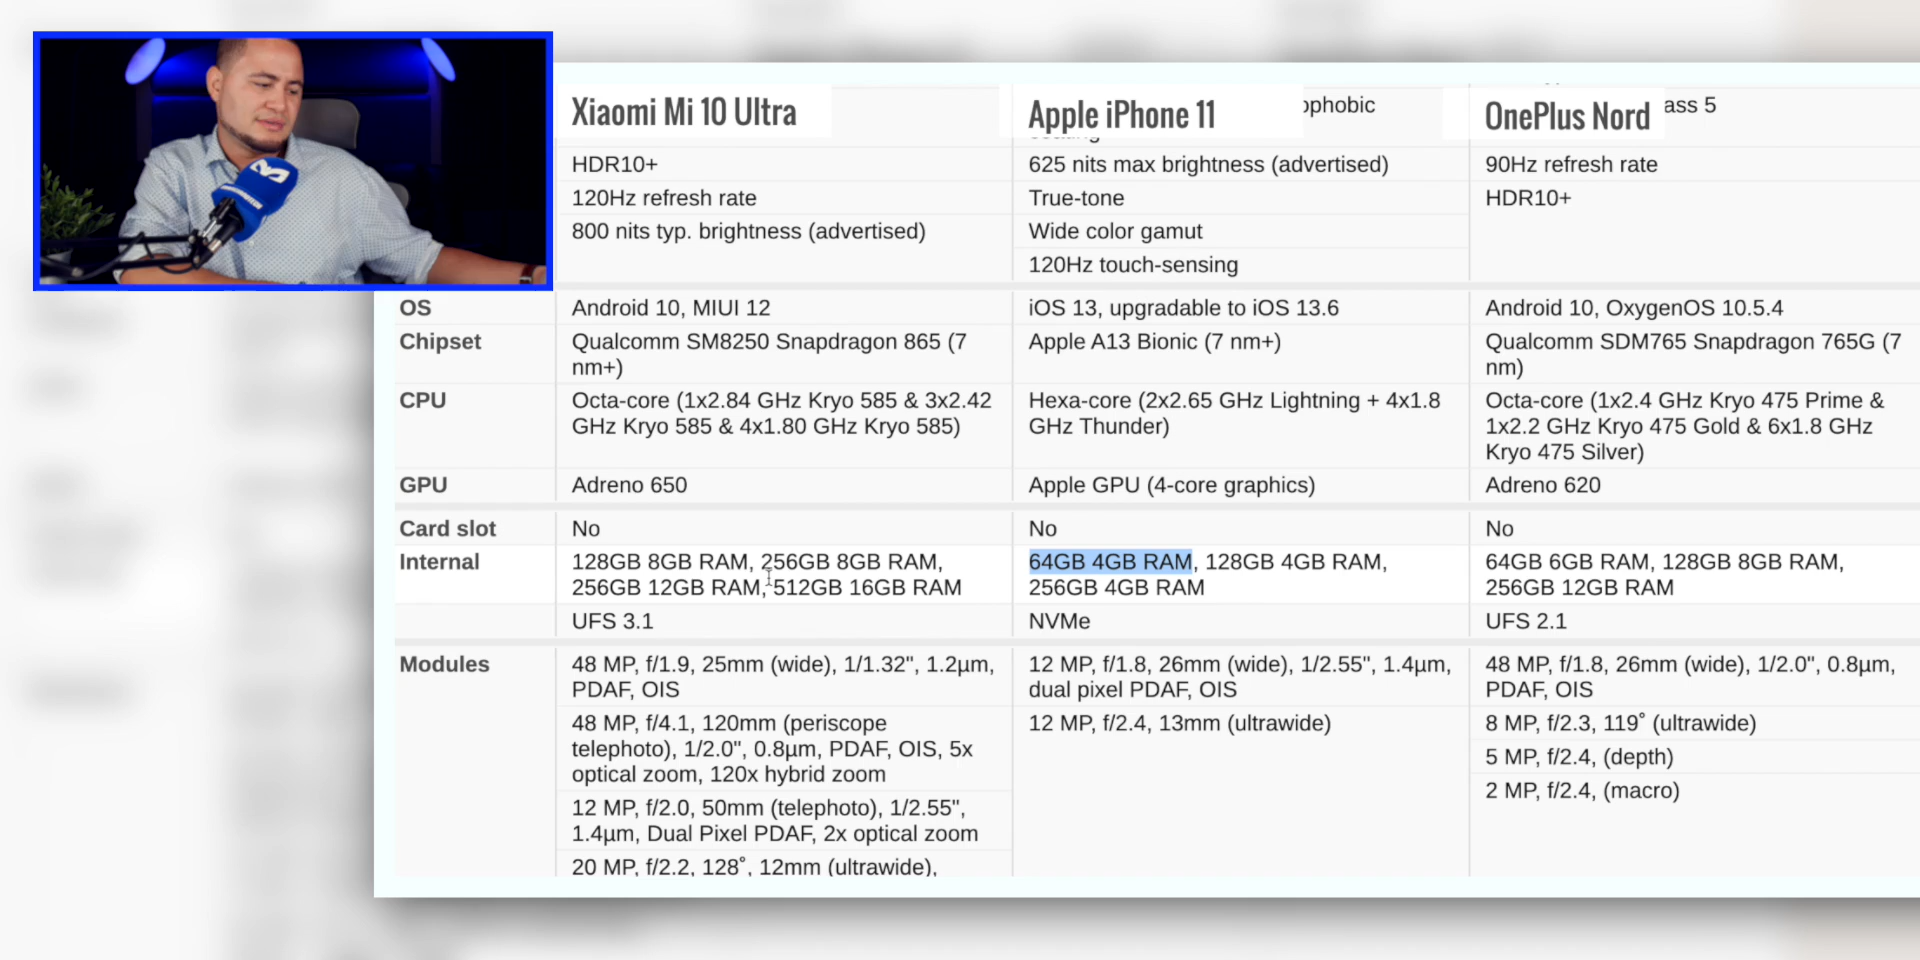 Xiaomi Mi 10 Ultra
Apple iPhone 11
OnePlus Nord
ass 5
HDR10+
625 nits max brightness (advertised)
90Hz refresh rate
120Hz refresh rate
True-tone
HDR10+
800 nits typ. brightness (advertised)
Wide color gamut
120Hz touch-sensing
OS
Android 10, MIUI 12
iOS 13, upgradable to iOS 13.6
Android 10, OxygenOS 10.5.4
Chipset
Qualcomm SM8250 Snapdragon 865 (7
nm+)
Apple A13 Bionic (7 nm+)
Qualcomm SDM765 Snapdragon 765G (7
nm)
CPU
Octa-core (1x2.84 GHz Kryo 585 & 3x2.42
GHz Kryo 585 & 4x1.80 GHz Kryo 585)
Hexa-core (2x2.65 GHz Lightning + 4x1.8
GHz Thunder)
Octa-core (1x2.4 GHz Kryo 475 Prime &
1x2.2 GHz Kryo 475 Gold & 6x1.8 GHz
Kryo 475 Silver)
GPU
Adreno 650
Apple GPU (4-core graphics)
Adreno 620
Card slot
No
No
No
Internal
128GB 8GB RAM, 256GB 8GB RAM,
256GB 12GB RAM, 512GB 16GB RAM
64GB 4GB RAM, 128GB 4GB RAM,
256GB 4GB RAM
64GB 6GB RAM, 128GB 8GB RAM,
256GB 12GB RAM
UFS 3.1
NVMe
UFS 2.1
Modules
48 MP, f/1.9, 25mm (wide), 1/1.32", 1.2µm,
PDAF, OIS
48 MP, f/4.1, 120mm (periscope
telephoto), 1/2.0", 0.8µm, PDAF, OIS, 5x
optical zoom, 120x hybrid zoom
12 MP, f/2.0, 50mm (telephoto), 1/2.55",
1.4µm, Dual Pixel PDAF, 2x optical zoom
20 MP, f/2.2, 128˚, 12mm (ultrawide),
12 MP, f/1.8, 26mm (wide), 1/2.55", 1.4µm,
dual pixel PDAF, OIS
12 MP, f/2.4, 13mm (ultrawide)
48 MP, f/1.8, 26mm (wide), 1/2.0", 0.8µm,
PDAF, OIS
8 MP, f/2.3, 119˚ (ultrawide)
5 MP, f/2.4, (depth)
2 MP, f/2.4, (macro)